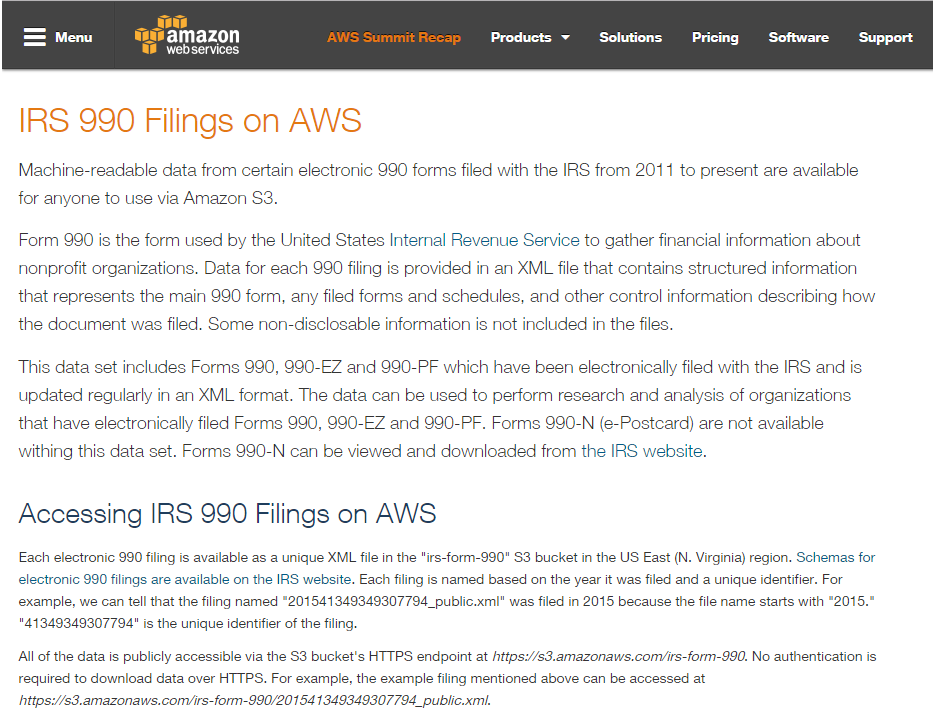 Menu
amazon
web services
AWS Summit Recap Products Solutions Pricing Software Support
IRS 990 Filings on AWS
Machine-readable data from certain electronic 990 forms filed with the IRS from 2011 to present are available
for anyone to use via Amazon S3.
Form 990 is the form used by the United States Internal Revenue Service to gather financial information about
nonprofit organizations. Data for each 990 filing is provided in an XML file that contains structured information
that represents the main 990 form, any filed forms and schedules, and other control information describing how
the document was filed. Some non-disclosable information is not included in the files.
This data set includes Forms 990, 990-EZ and 990-PF which have been electronically filed with the IRS and is
updated regularly in an XML format. The data can be used to perform research and analysis of organizations
that have electronically filed Forms 990, 990-EZ and 990-PF. Forms 990-N (e-Postcard) are not available
withing this data set. Forms 990-N can be viewed and downloaded from the IRS website.
Accessing IRS 990 Filings on AWS
Each electronic 990 filing is available as a unique XML file in the "irs-form-990" S3 bucket in the US East (N. Virginia) region. Schemas for
electronic 990 filings are available on the IRS website. Each filing is named based on the year it was filed and a unique identifier. For
example, we can tell that the filing named "201541349349307794_public.xml" was filed in 2015 because the file name starts with "2015."
"41349349307794" is the unique identifier of the filing.
All of the data is publicly accessible via the S3 bucket's HTTPS endpoint at https://s3.amazonaws.com/irs-form-990. No authentication is
required to download data over HTTPS. For example, the example filing mentioned above can be accessed at
https://s3.amazonaws.com/irs-form-990/201541349349307794_public.xml.